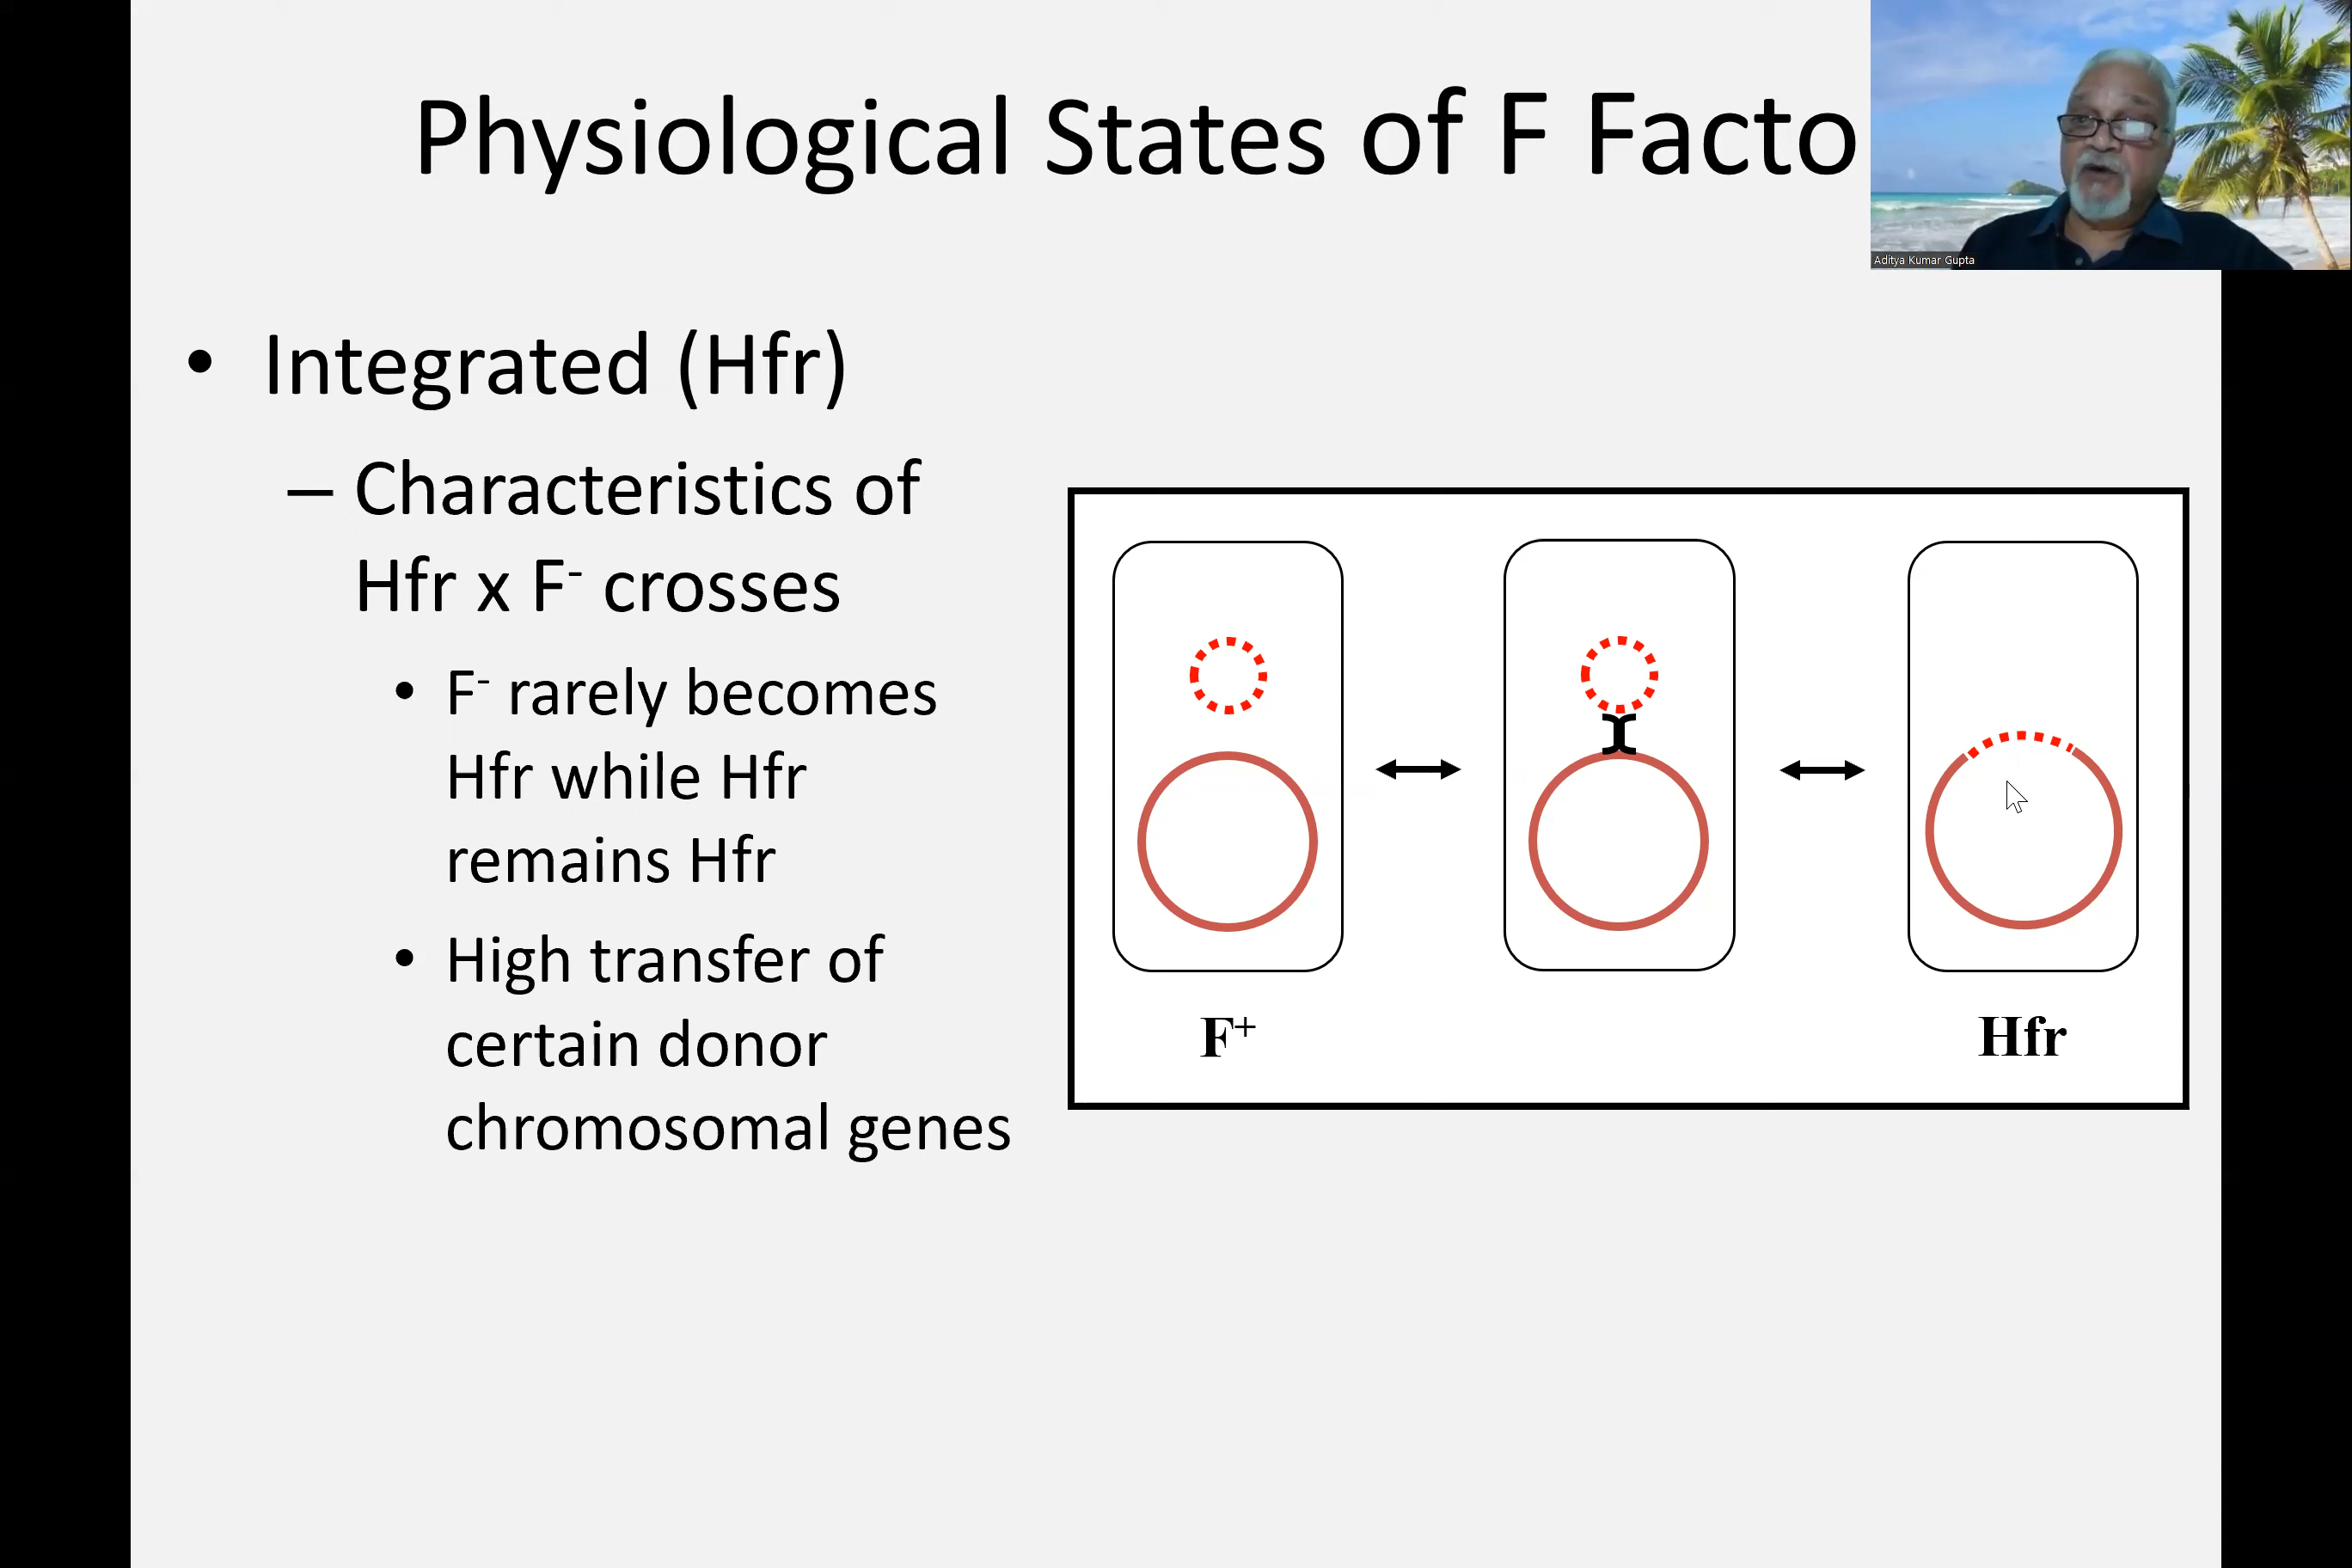 Physiological States of F Facto
Aditya Kumar Gupta
• Integrated (Hfr)
– Characteristics of
Hfr x F⁻ crosses
• F⁻ rarely becomes
Hfr while Hfr
remains Hfr
• High transfer of
certain donor
chromosomal genes
F⁺
Hfr